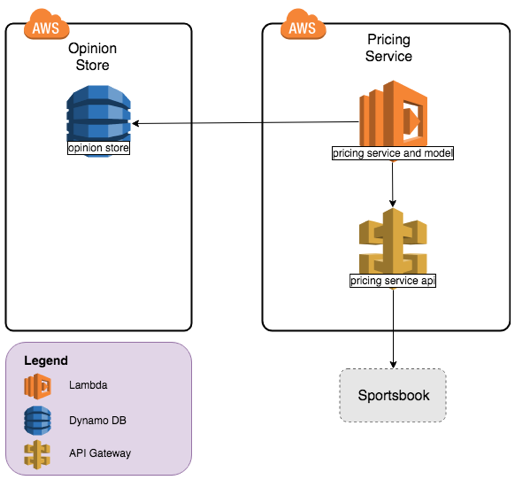 AWS
Opinion
Store
opinion store
AWS
Pricing
Service
pricing service and model
pricing service api
Sportsbook
Legend
Lambda
Dynamo DB
API Gateway